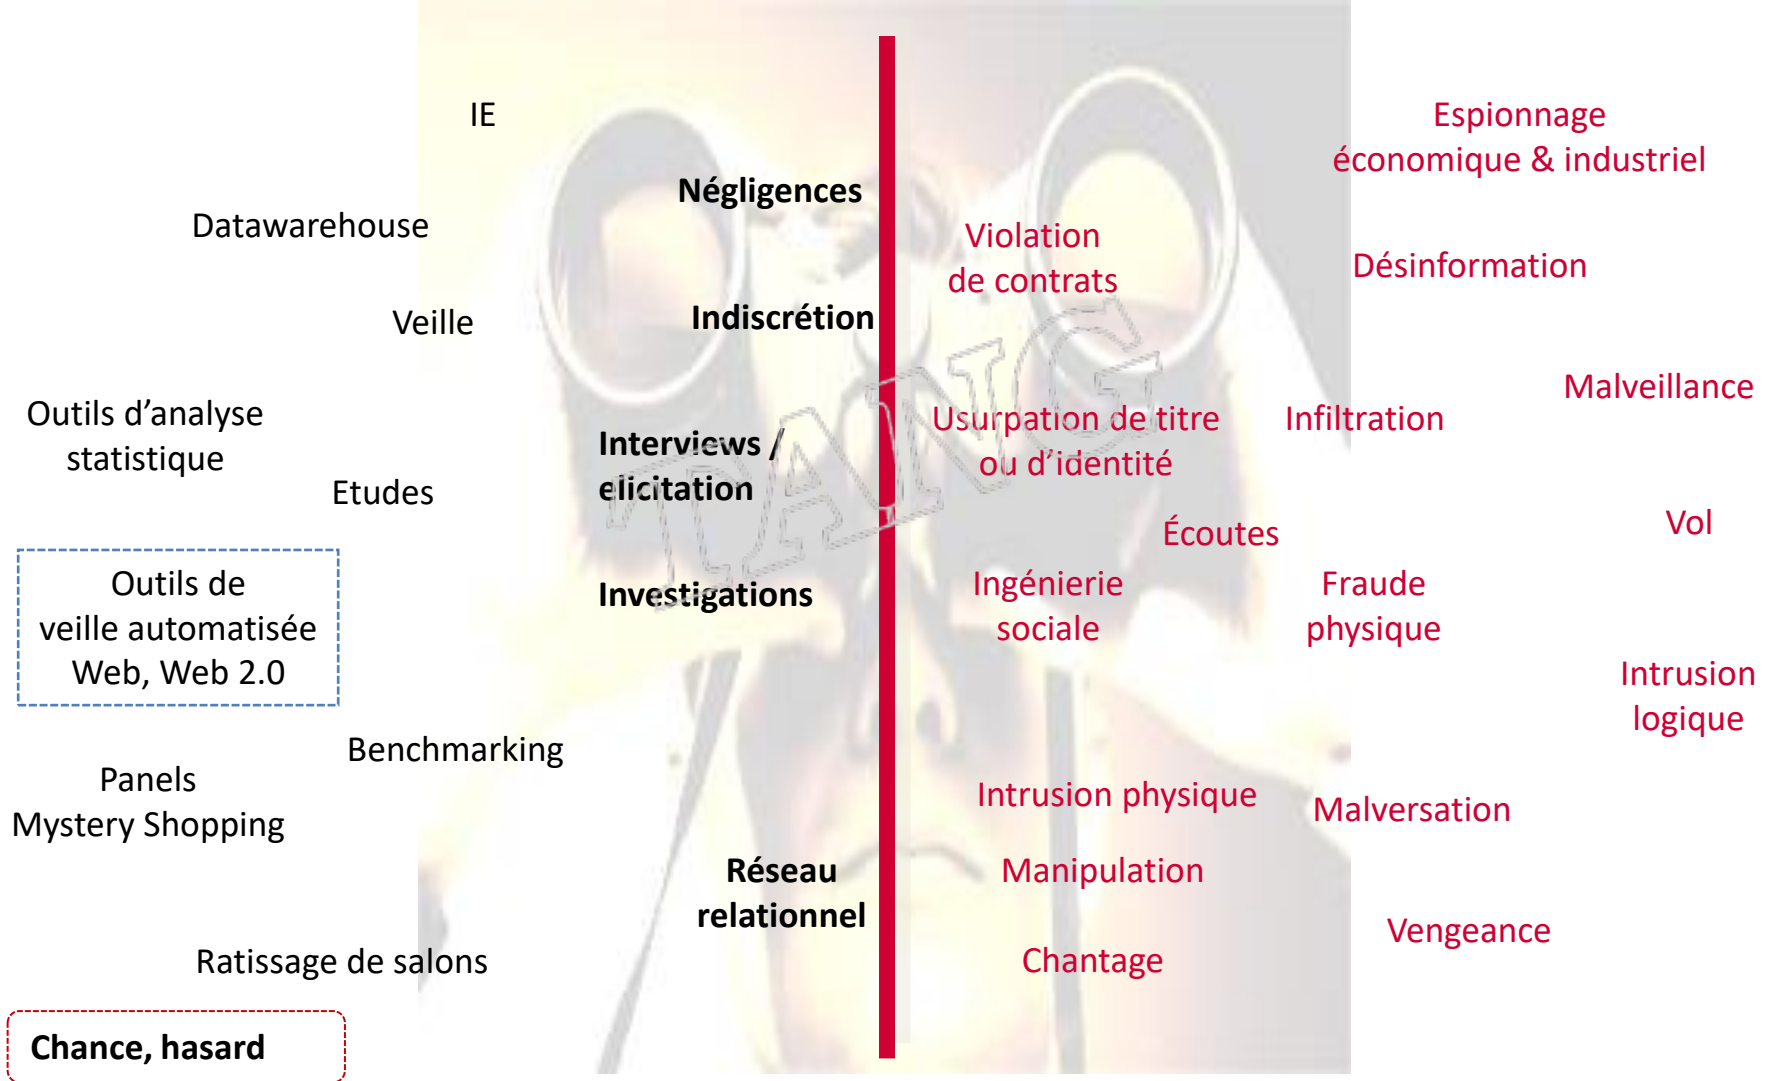 IE
Datawarehouse
Veille
Outils d’analyse
statistique
Etudes
Outils de
veille automatisée
Web, Web 2.0
Benchmarking
Panels
Mystery Shopping
Ratissage de salons
Chance, hasard
Négligences
Indiscrétion
Interviews /
elicitation
Investigations
Réseau
relationnel
TANG
Violation
de contrats
Usurpation de titre
ou d’identité
Écoutes
Ingénierie
sociale
Intrusion physique
Manipulation
Chantage
Espionnage
économique & industriel
Désinformation
Malveillance
Infiltration
Vol
Fraude
physique
Intrusion
logique
Malversation
Vengeance